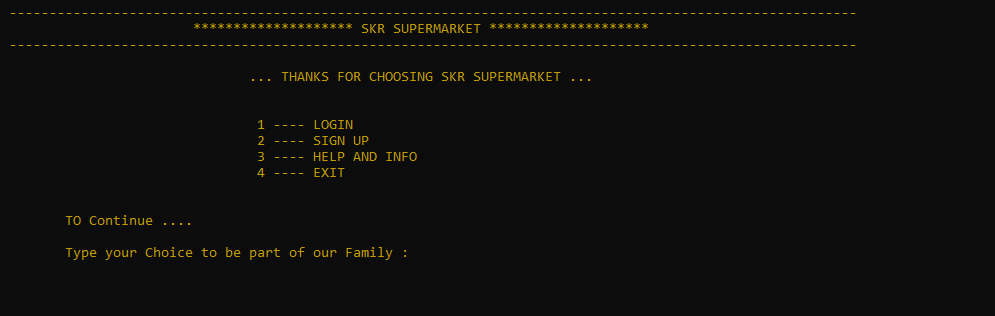 ----------------------------------------------------------------------------------------------------------
******************** SKR SUPERMARKET ********************
----------------------------------------------------------------------------------------------------------
... THANKS FOR CHOOSING SKR SUPERMARKET ...
1 ---- LOGIN
2 ---- SIGN UP
3 ---- HELP AND INFO
4 ---- EXIT
TO Continue ....
Type your Choice to be part of our Family :